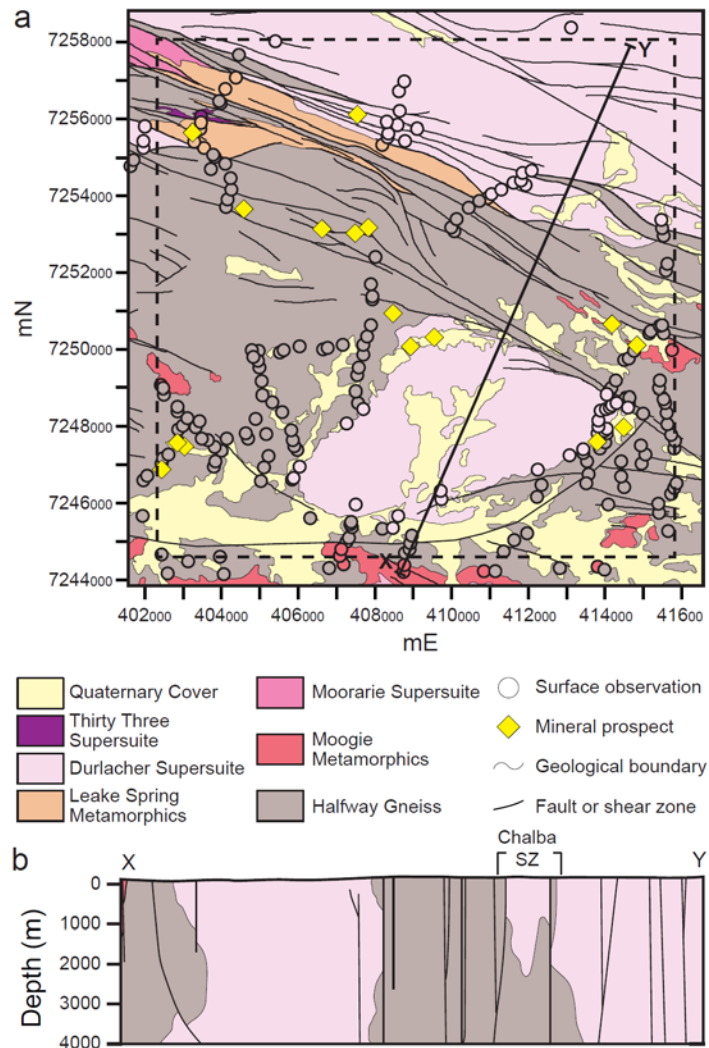 a
7258000
7256000
7254000
7252000
7250000
7248000
7246000
7244000
mN
Y
X
402000 404000 406000 408000 410000 412000 414000 41600
mE
Quaternary Cover
Thirty Three
Supersuite
Durlacher Supersuite
Leake Spring
Metamorphics
Moorarie Supersuite
Moogie
Metamorphics
Halfway Gneiss
Surface observation
Mineral prospect
Geological boundary
Fault or shear zone
b
X
Chalba
SZ
Y
0
1000
2000
3000
4000
Depth (m)